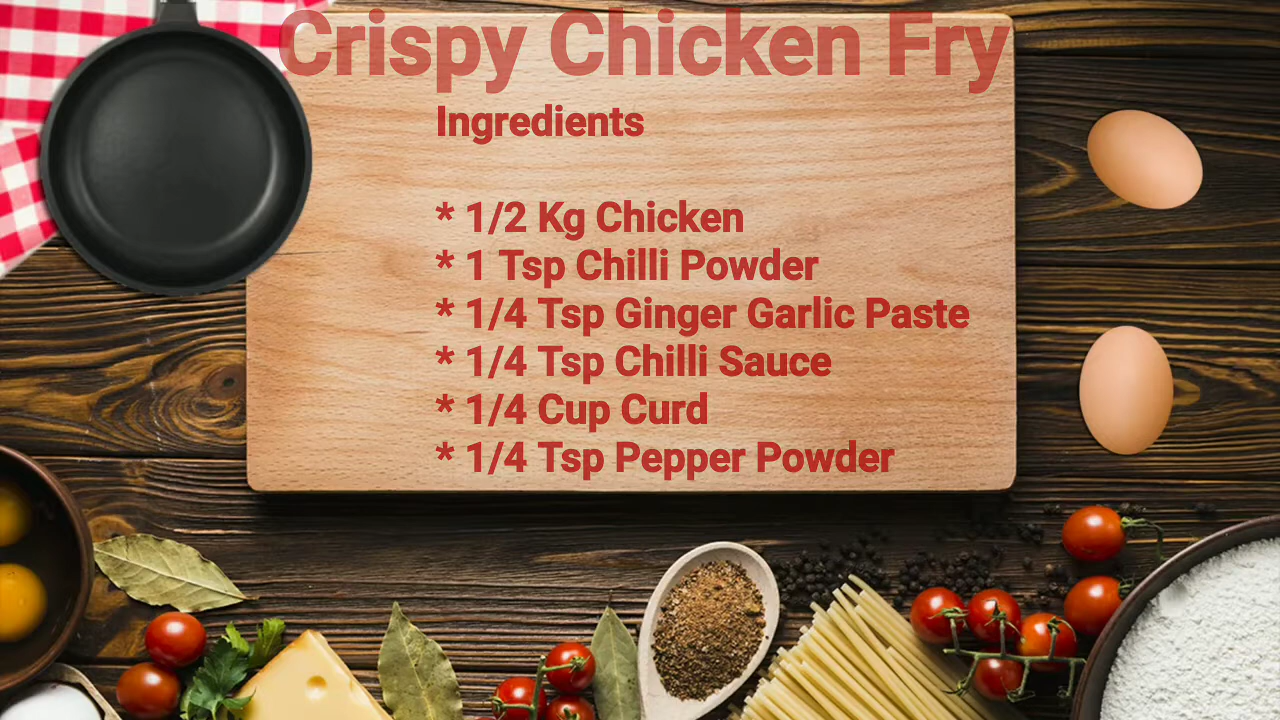 Crispy Chicken Fry
Ingredients
* 1/2 Kg Chicken
* 1 Tsp Chilli Powder
* 1/4 Tsp Ginger Garlic Paste
* 1/4 Tsp Chilli Sauce
* 1/4 Cup Curd
* 1/4 Tsp Pepper Powder